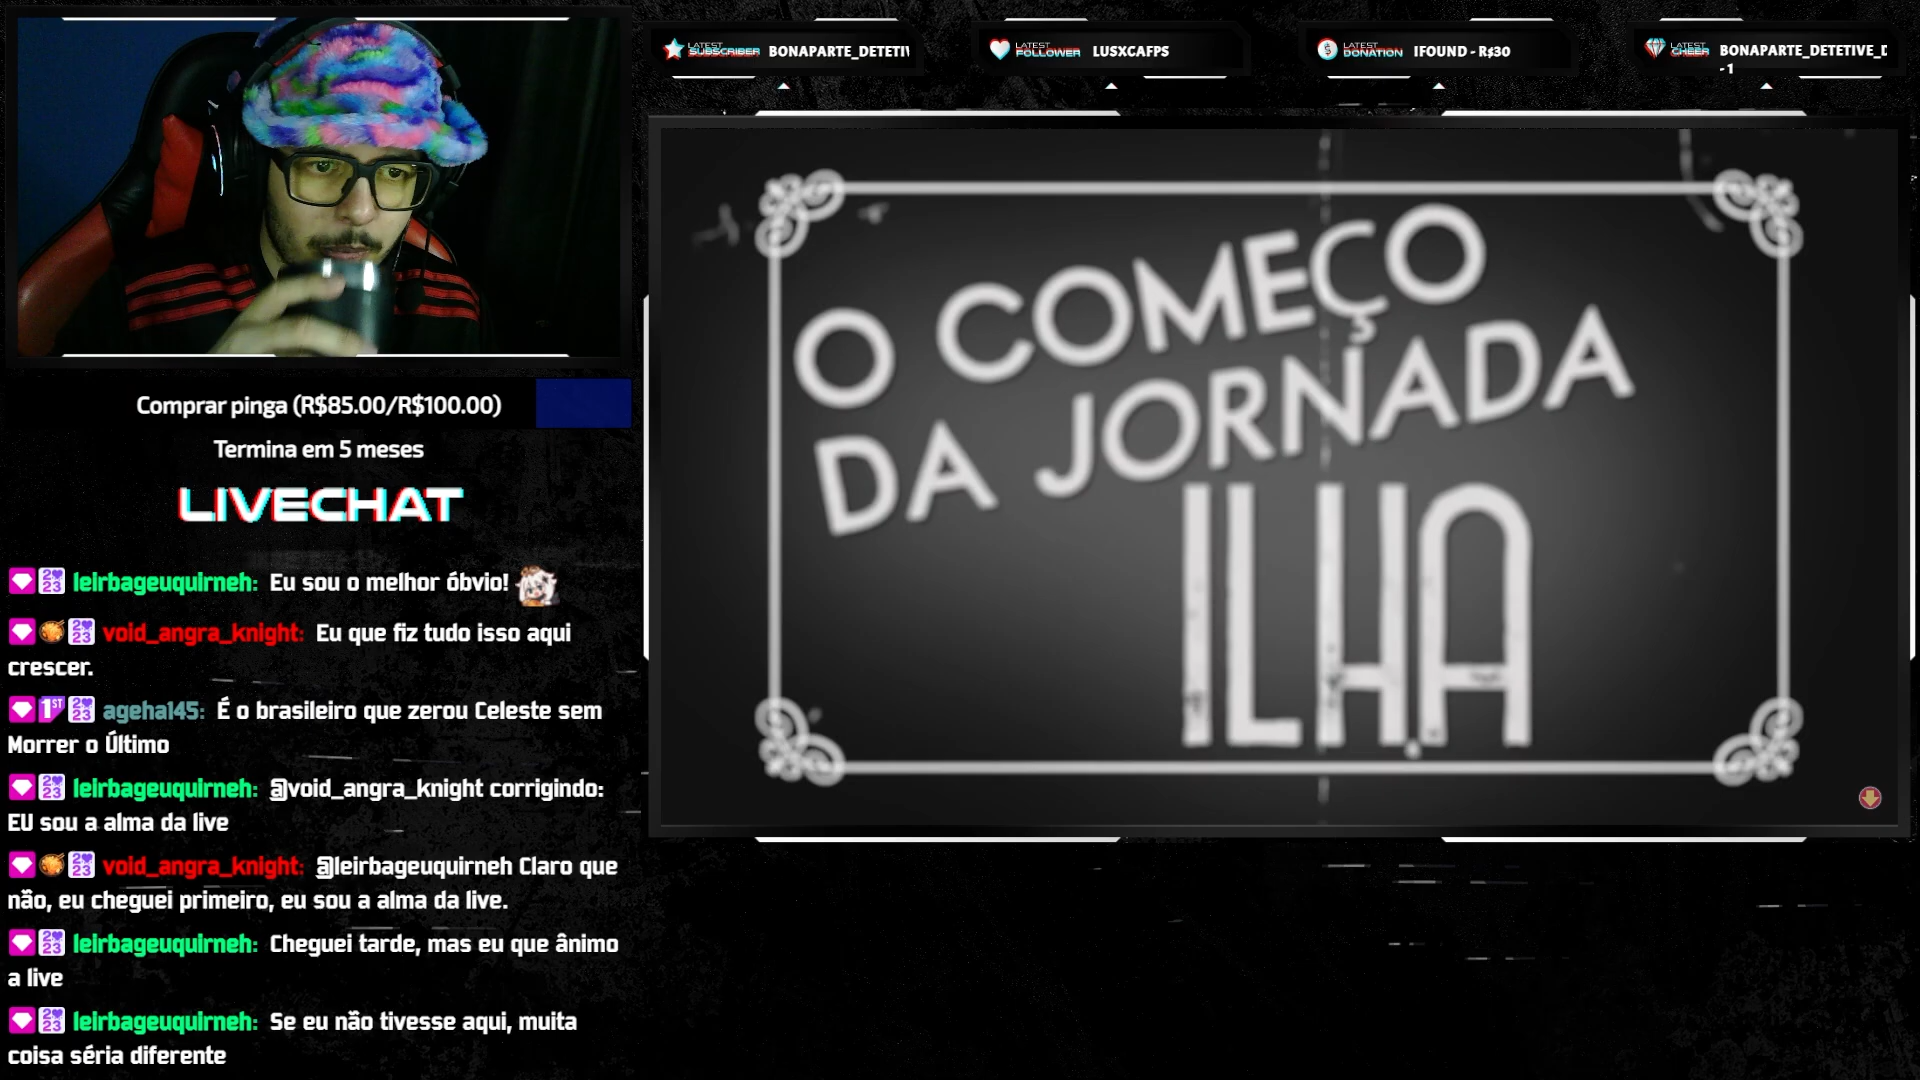 LATEST SUBSCRIBER BONAPARTE_DETETIV
LATEST FOLLOWER LUSXCAFPS
LATEST DONATION IFOUND - R$30
LATEST CHEER BONAPARTE_DETETIVE_D
- 1
O COMEÇO
DA JORNADA
ILHA
Comprar pinga (R$85.00/R$100.00)
Termina em 5 meses
LIVECHAT
leirbageuquirneh: Eu sou o melhor óbvio!
void_angra_knight: Eu que fiz tudo isso aqui
crescer.
ageha145: É o brasileiro que zerou Celeste sem
Morrer o Último
leirbageuquirneh: @void_angra_knight corrigindo:
EU sou a alma da live
void_angra_knight: @leirbageuquirneh Claro que
não, eu cheguei primeiro, eu sou a alma da live.
leirbageuquirneh: Cheguei tarde, mas eu que ânimo
a live
leirbageuquirneh: Se eu não tivesse aqui, muita
coisa séria diferente